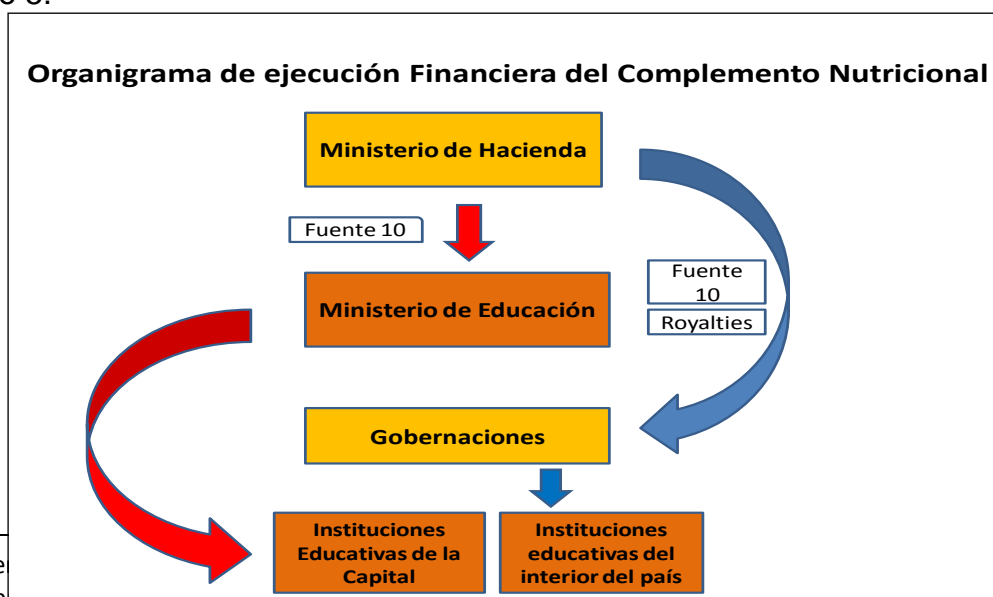 Organigrama de ejecución Financiera del Complemento Nutricional
Ministerio de Hacienda
Fuente 10
Fuente
10
Royalties
Ministerio de Educación
Gobernaciones
Instituciones
Educativas de la
Capital
Instituciones
educativas del
interior del país